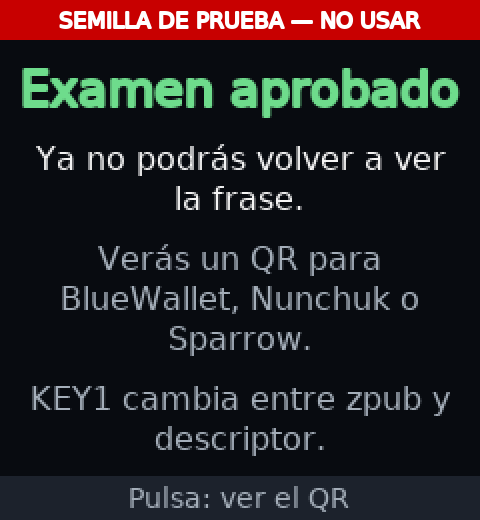 SEMILLA DE PRUEBA — NO USAR
Examen aprobado
Ya no podrás volver a ver
la frase.
Verás un QR para
BlueWallet, Nunchuk o
Sparrow.
KEY1 cambia entre zpub y
descriptor.
Pulsa: ver el QR